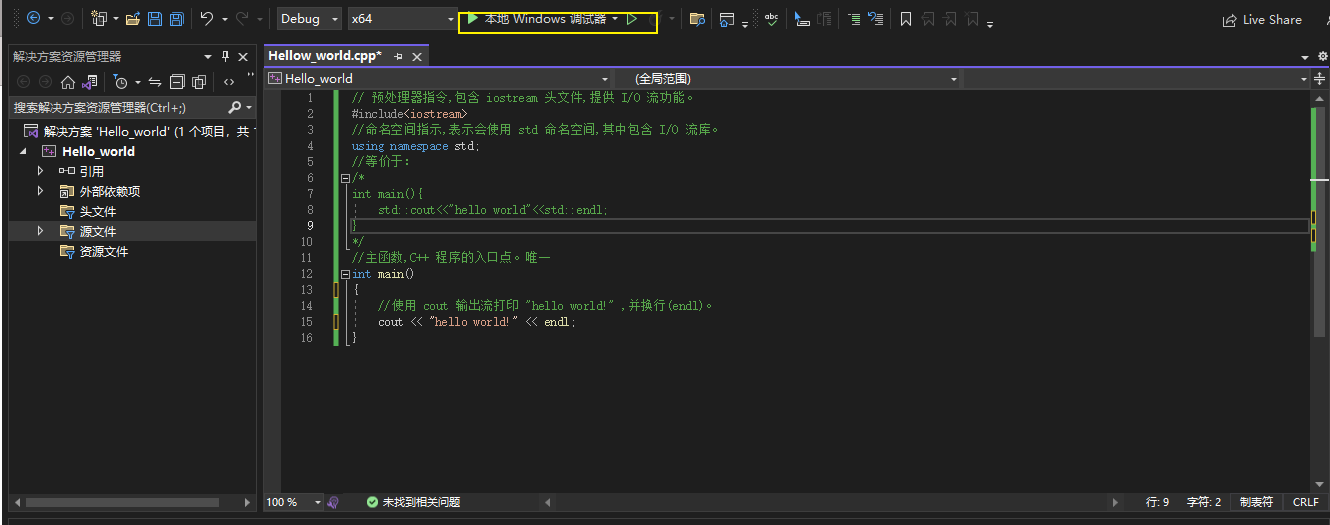 Debug x64 本地 Windows 调试器 Live Share
解决方案资源管理器
搜索解决方案资源管理器(Ctrl+;)
解决方案 'Hello_world' (1 个项目，共
Hello_world
引用
外部依赖项
头文件
源文件
资源文件
Hellow_world.cpp*
Hello_world (全局范围)
1 // 预处理器指令,包含 iostream 头文件,提供 I/O 流功能。
2 #include<iostream>
3 //命名空间指示,表示会使用 std 命名空间,其中包含 I/O 流库。
4 using namespace std;
5 //等价于:
6 /*
7 int main(){
8 std::cout<<"hello world"<<std::endl;
9 }
10 */
11 //主函数,C++ 程序的入口点。唯一
12 int main()
13 {
14 //使用 cout 输出流打印 "hello world!" ,并换行(endl)。
15 cout << "hello world!" << endl;
16 }
100 % 未找到相关问题 行: 9 字符: 2 制表符 CRLF